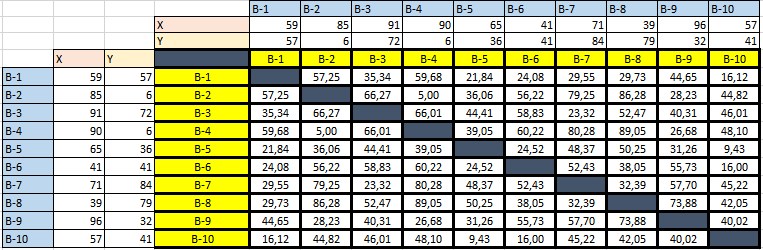 B-1 B-2 B-3 B-4 B-5 B-6 B-7 B-8 B-9 B-10
X 59 85 91 90 65 41 71 39 96 57
Y 57 6 72 6 36 41 84 79 32 41
X Y B-1 B-2 B-3 B-4 B-5 B-6 B-7 B-8 B-9 B-10
B-1 59 57 B-1 57,25 35,34 59,68 21,84 24,08 29,55 29,73 44,65 16,12
B-2 85 6 B-2 57,25 66,27 5,00 36,06 56,22 79,25 86,28 28,23 44,82
B-3 91 72 B-3 35,34 66,27 66,01 44,41 58,83 23,32 52,47 40,31 46,01
B-4 90 6 B-4 59,68 5,00 66,01 39,05 60,22 80,28 89,05 26,68 48,10
B-5 65 36 B-5 21,84 36,06 44,41 39,05 24,52 48,37 50,25 31,26 9,43
B-6 41 41 B-6 24,08 56,22 58,83 60,22 24,52 52,43 38,05 55,73 16,00
B-7 71 84 B-7 29,55 79,25 23,32 80,28 48,37 52,43 32,39 57,70 45,22
B-8 39 79 B-8 29,73 86,28 52,47 89,05 50,25 38,05 32,39 73,88 42,05
B-9 96 32 B-9 44,65 28,23 40,31 26,68 31,26 55,73 57,70 73,88 40,02
B-10 57 41 B-10 16,12 44,82 46,01 48,10 9,43 16,00 45,22 42,05 40,02